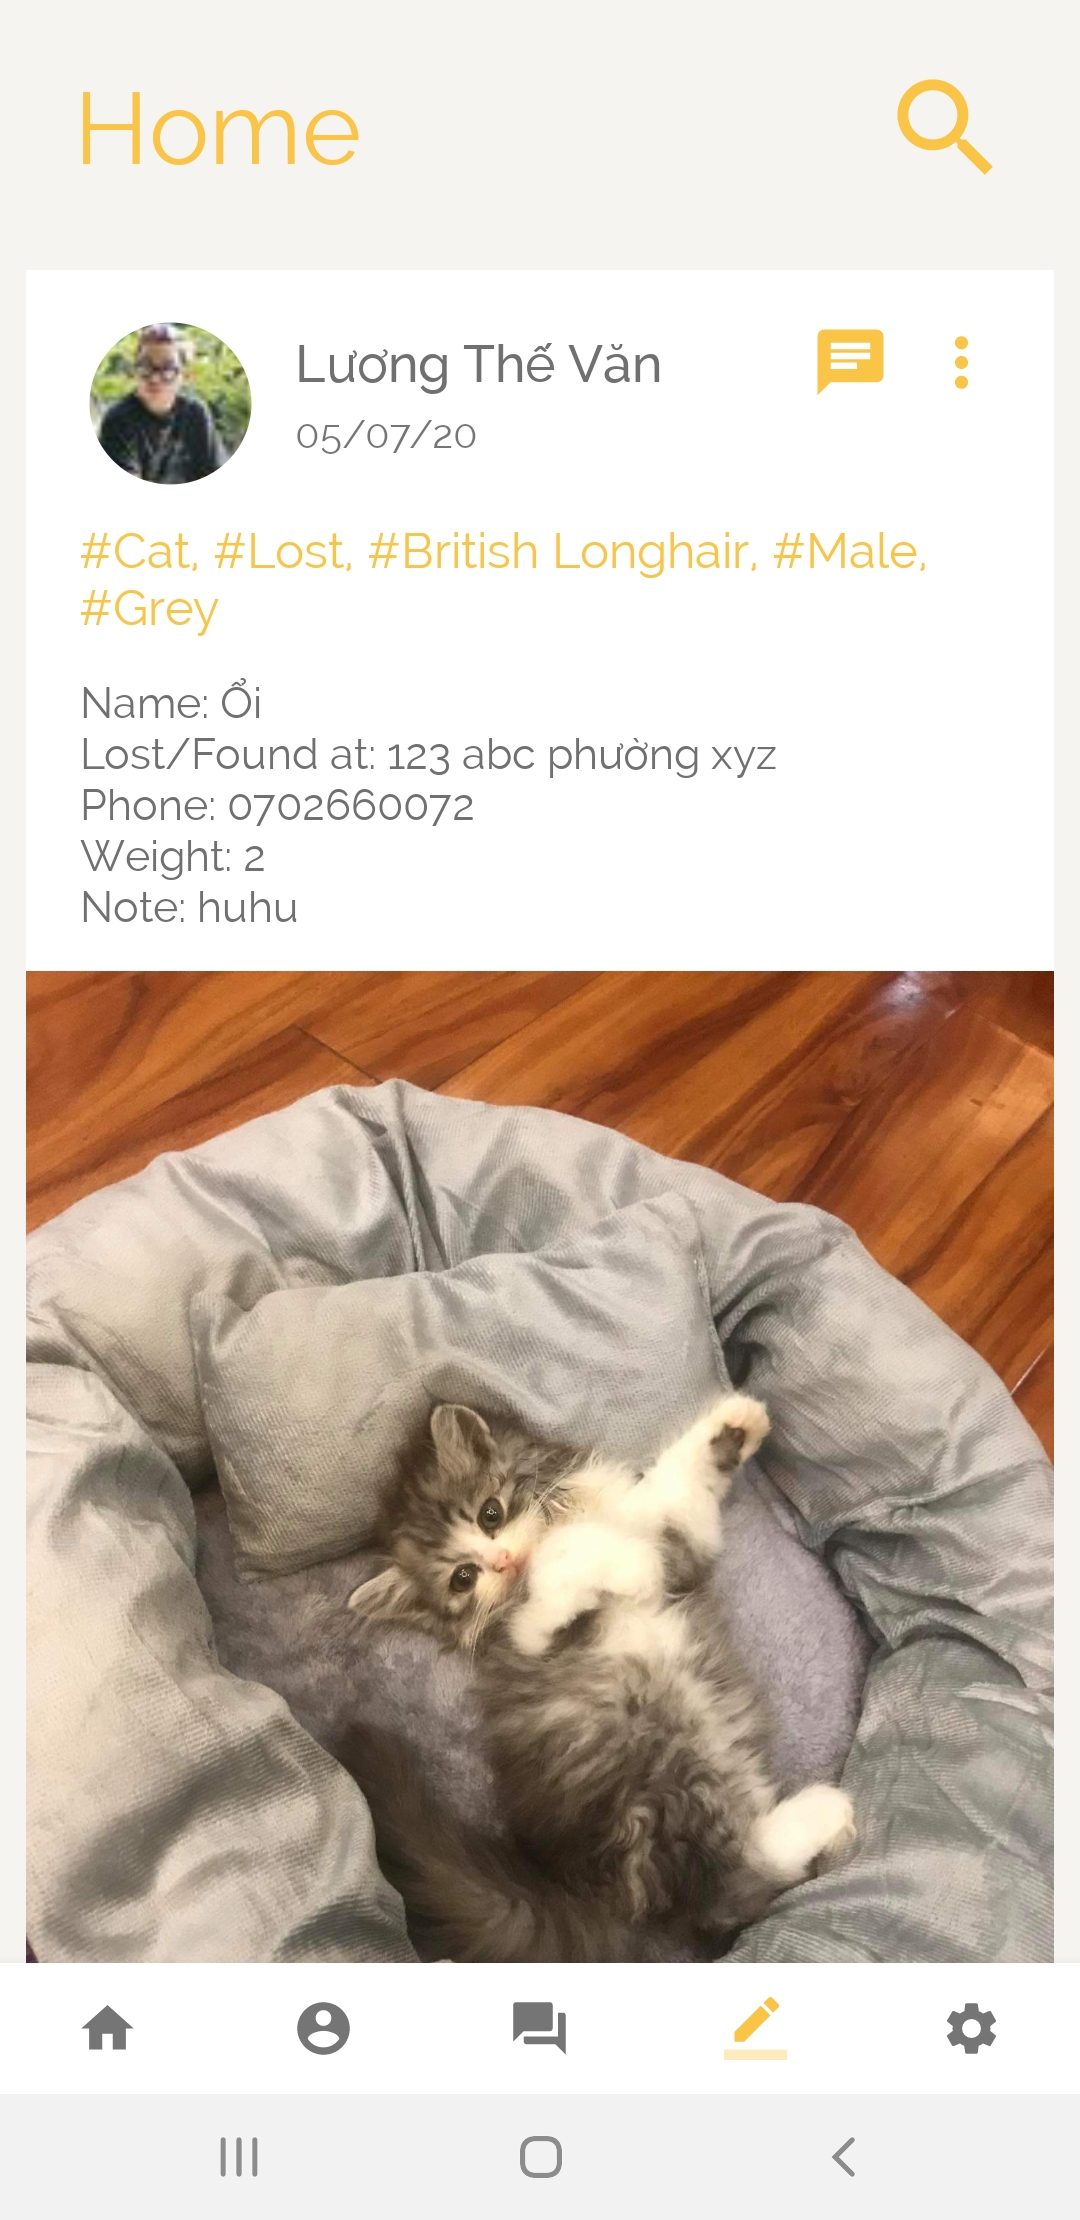 Home
Lương Thế Văn
05/07/20
#Cat, #Lost, #British Longhair, #Male,
#Grey
Name: Ổi
Lost/Found at: 123 abc phường xyz
Phone: 0702660072
Weight: 2
Note: huhu